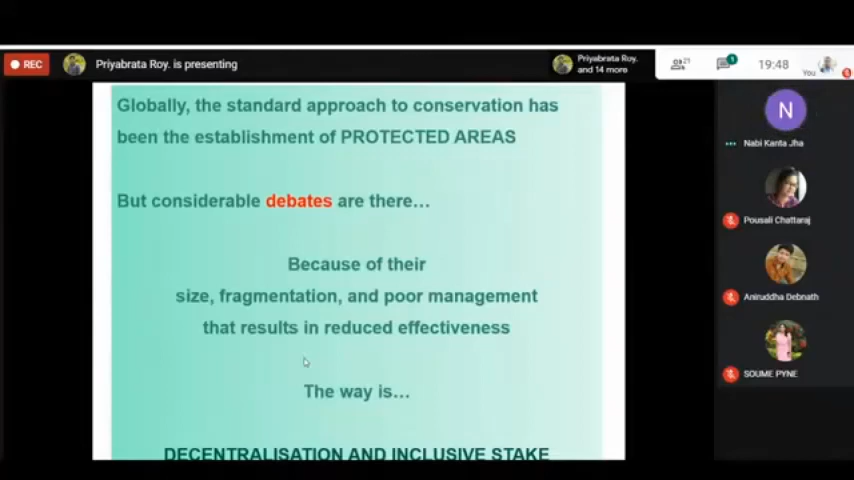 REC
Priyabrata Roy. is presenting
Priyabrata Roy.
and 14 more
21
1
19:48
You
Globally, the standard approach to conservation has
been the establishment of PROTECTED AREAS
But considerable debates are there...
Because of their
size, fragmentation, and poor management
that results in reduced effectiveness
The way is...
DECENTRALISATION AND INCLUSIVE STAKE
N
Nabi Kanta Jha
Pousali Chattaraj
Aniruddha Debnath
SOUME PYNE